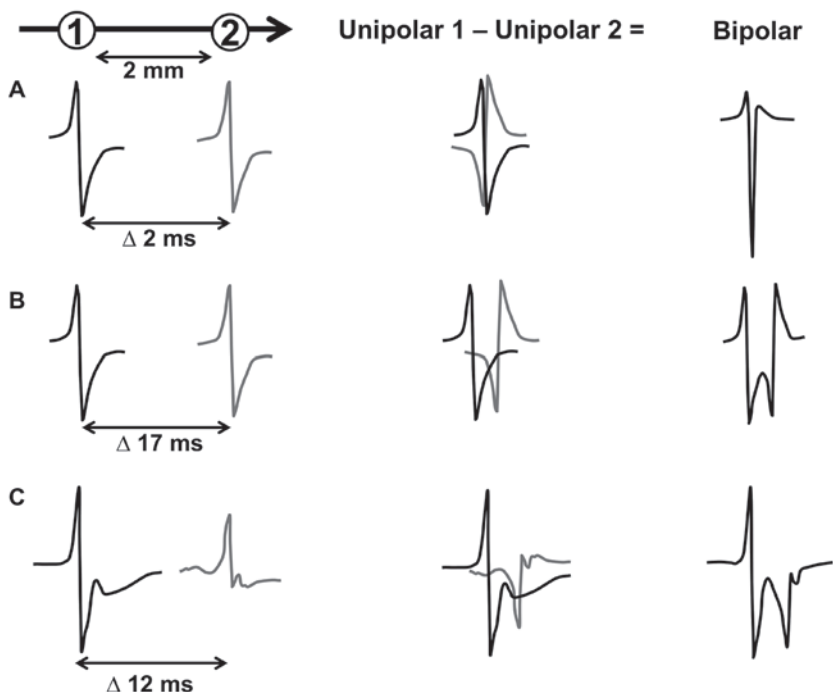 1 2 Unipolar 1 – Unipolar 2 = Bipolar
2 mm
A
Δ 2 ms
B
Δ 17 ms
C
Δ 12 ms